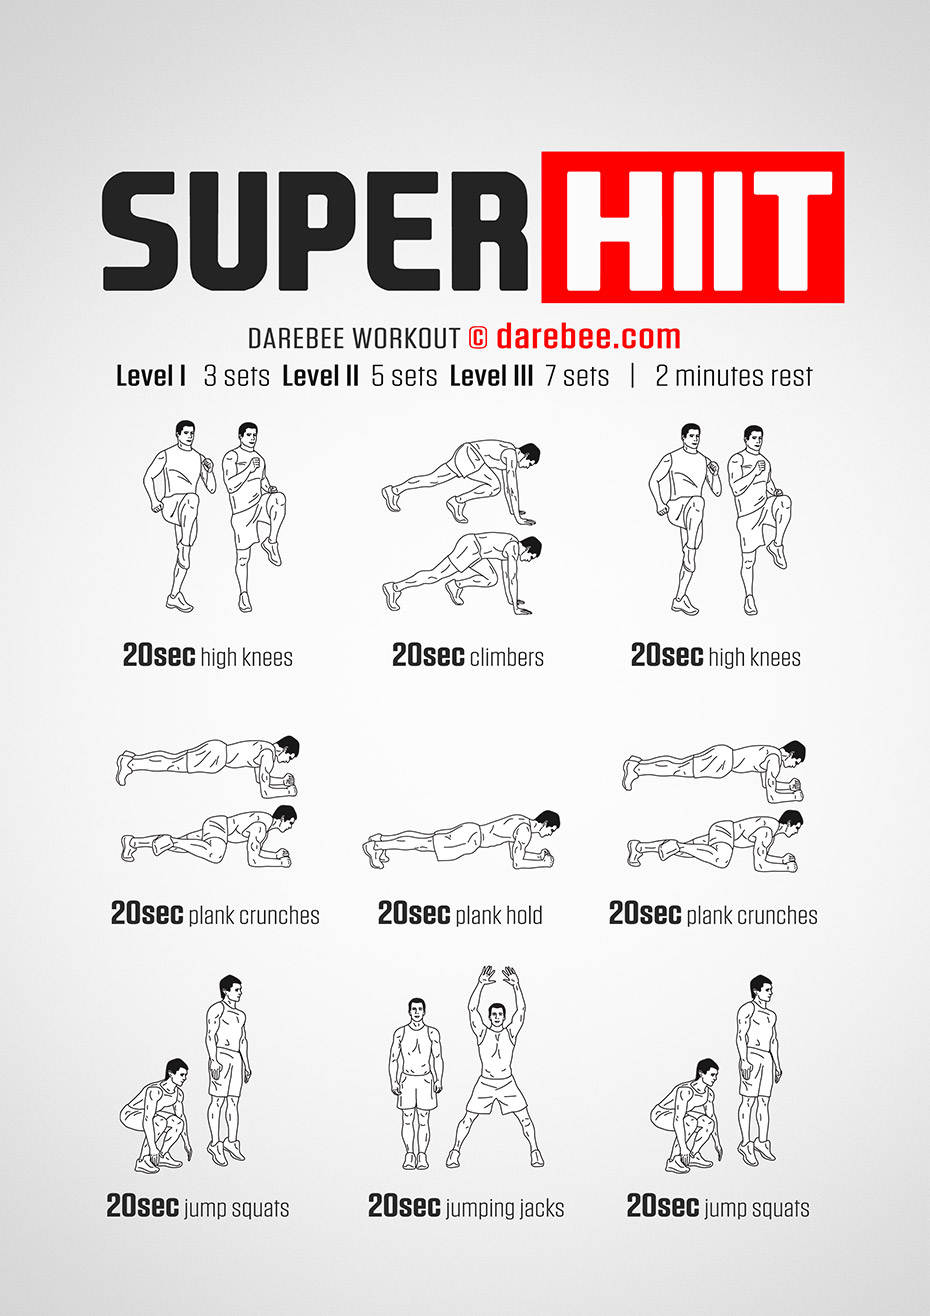 SUPER HIIT
DAREBEE WORKOUT © darebee.com
Level I 3 sets Level II 5 sets Level III 7 sets | 2 minutes rest
20sec high knees 20sec climbers 20sec high knees
20sec plank crunches 20sec plank hold 20sec plank crunches
20sec jump squats 20sec jumping jacks 20sec jump squats